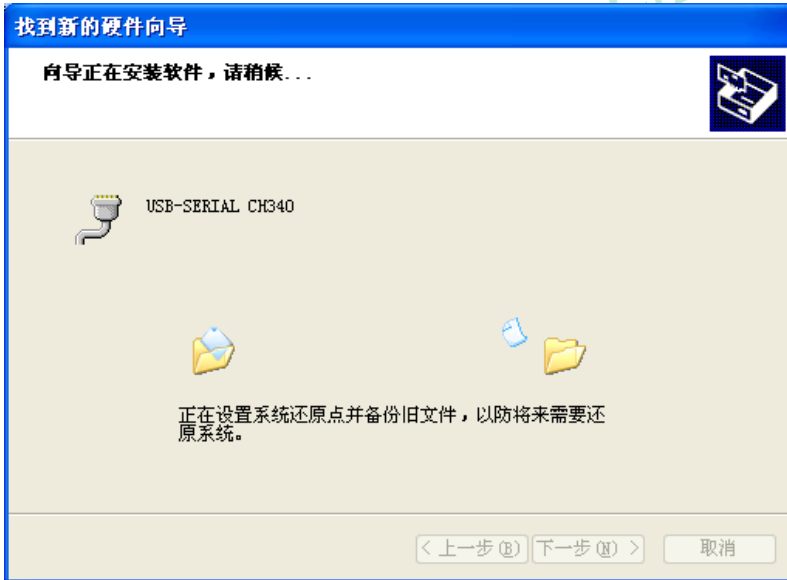 找到新的硬件向导
向导正在安装软件，请稍候...
USB-SERIAL CH340
正在设置系统还原点并备份旧文件，以防将来需要还
原系统。
< 上一步(B) 下一步(N) > 取消